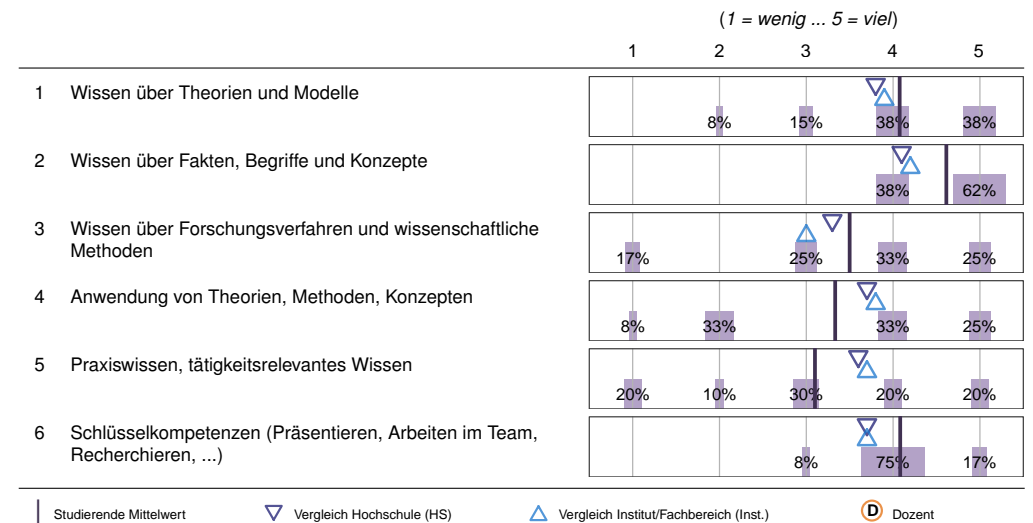 (1 = wenig ... 5 = viel)
1 2 3 4 5
1 Wissen über Theorien und Modelle
8% 15% 38% 38%
2 Wissen über Fakten, Begriffe und Konzepte
38% 62%
3 Wissen über Forschungsverfahren und wissenschaftliche
Methoden
17% 25% 33% 25%
4 Anwendung von Theorien, Methoden, Konzepten
8% 33% 33% 25%
5 Praxiswissen, tätigkeitsrelevantes Wissen
20% 10% 30% 20% 20%
6 Schlüsselkompetenzen (Präsentieren, Arbeiten im Team,
Recherchieren, ...)
8% 75% 17%
Studierende Mittelwert Vergleich Hochschule (HS) Vergleich Institut/Fachbereich (Inst.) D Dozent